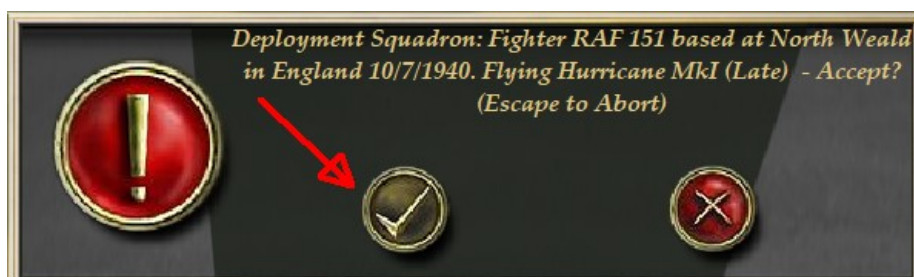 Deployment Squadron: Fighter RAF 151 based at North Weald
in England 10/7/1940. Flying Hurricane MkI (Late) - Accept?
(Escape to Abort)